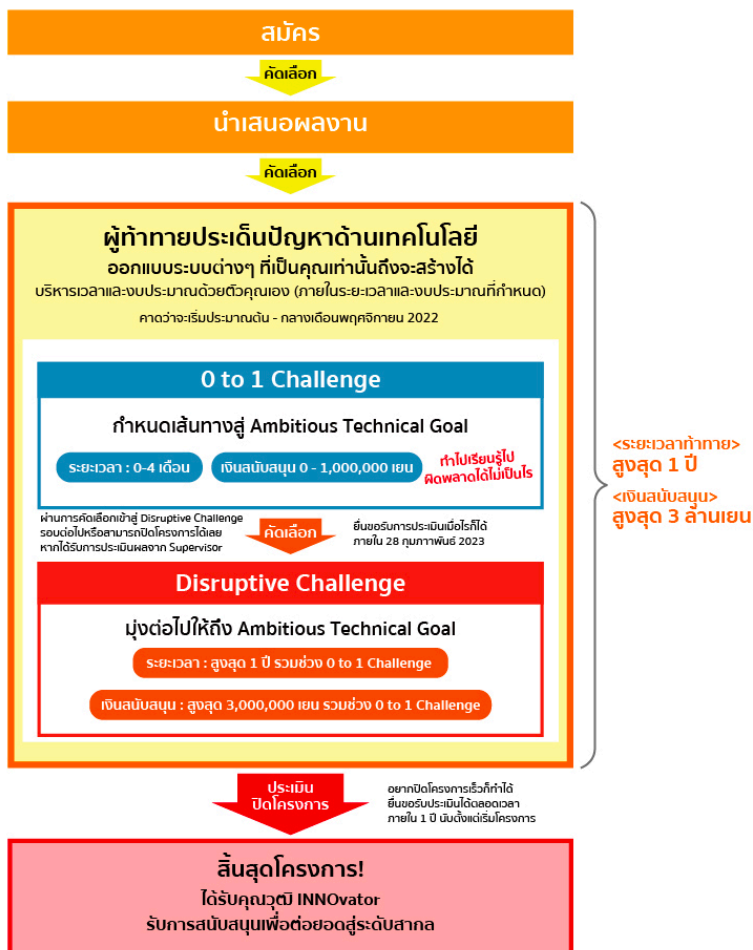 สมัคร
คัดเลือก
นำเสนอผลงาน
คัดเลือก
ผู้ท้าทายประเด็นปัญหาด้านเทคโนโลยี
ออกแบบระบบต่างๆ ที่เป็นคุณเท่านั้นถึงจะสร้างได้
บริหารเวลาและงบประมาณด้วยตัวคุณเอง (ภายในระยะเวลาและงบประมาณที่กำหนด)
คาดว่าจะเริ่มประมาณต้น - กลางเดือนพฤศจิกายน 2022
0 to 1 Challenge
กำหนดเส้นทางสู่ Ambitious Technical Goal
ระยะเวลา : 0-4 เดือน
เงินสนับสนุน 0 - 1,000,000 เยน
ทำไปเรียนรู้ไป
ผิดพลาดได้ไม่เป็นไร
ผ่านการคัดเลือกเข้าสู่ Disruptive Challenge
รอบต่อไปหรือสามารถปิดโครงการได้เลย
หากได้รับการประเมินผลจาก Supervisor
คัดเลือก
ยื่นขอรับการประเมินเมื่อไรก็ได้
ภายใน 28 กุมภาพันธ์ 2023
Disruptive Challenge
มุ่งต่อไปให้ถึง Ambitious Technical Goal
ระยะเวลา : สูงสุด 1 ปี รวมช่วง 0 to 1 Challenge
เงินสนับสนุน : สูงสุด 3,000,000 เยน รวมช่วง 0 to 1 Challenge
<ระยะเวลาท้าทาย>
สูงสุด 1 ปี
<เงินสนับสนุน>
สูงสุด 3 ล้านเยน
ประเมิน
ปิดโครงการ
อยากปิดโครงการเร็วก็ทำได้
ยื่นขอรับประเมินได้ตลอดเวลา
ภายใน 1 ปี นับตั้งแต่เริ่มโครงการ
สิ้นสุดโครงการ!
ได้รับคุณวุฒิ INNOvator
รับการสนับสนุนเพื่อต่อยอดสู่ระดับสากล